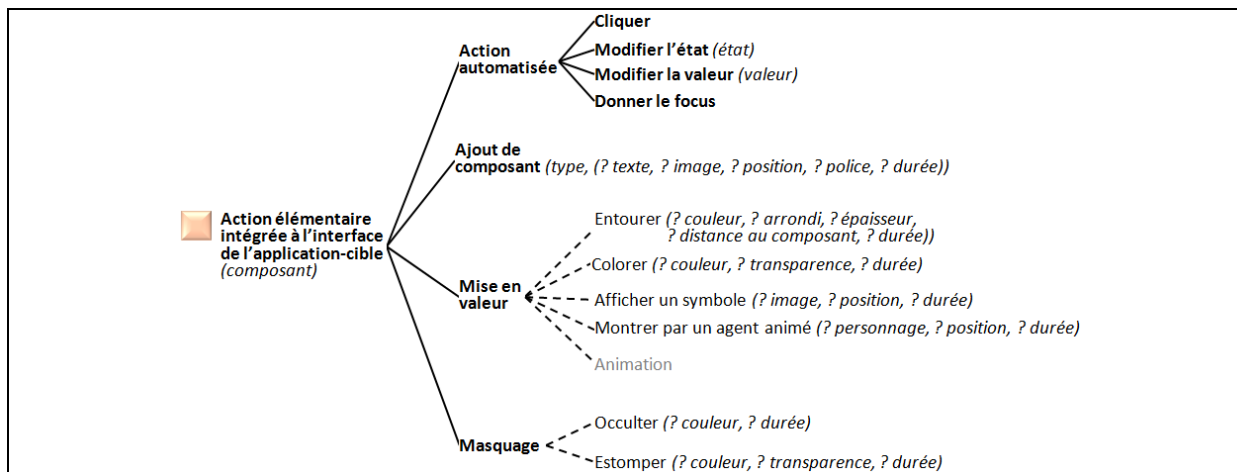 Action élémentaire
intégrée à l'interface
de l'application-cible
(composant)
Action
automatisée
Cliquer
Modifier l'état (état)
Modifier la valeur (valeur)
Donner le focus
Ajout de
composant (type, (? texte, ? image, ? position, ? police, ? durée))
Mise en
valeur
Entourer (? couleur, ? arrondi, ? épaisseur,
? distance au composant, ? durée))
Colorer (? couleur, ? transparence, ? durée)
Afficher un symbole (? image, ? position, ? durée)
Montrer par un agent animé (? personnage, ? position, ? durée)
Animation
Masquage
Occulter (? couleur, ? durée)
Estomper (? couleur, ? transparence, ? durée)